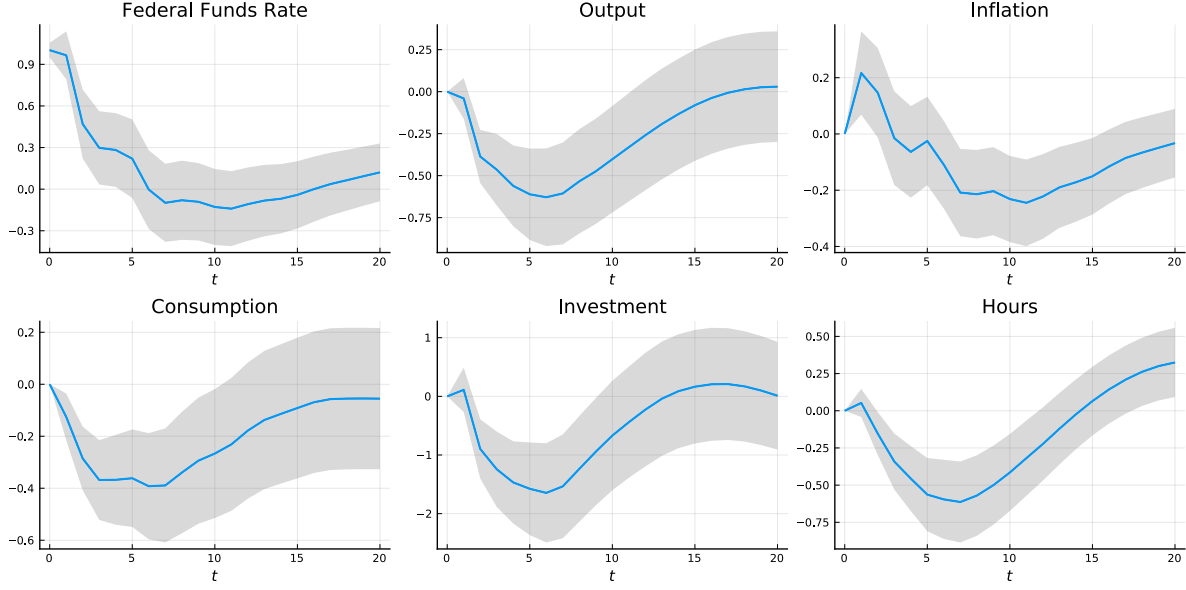 Federal Funds Rate
0.9
0.6
0.3
0.0
−0.3
0 5 10 15 20
t
Output
0.25
0.00
−0.25
−0.50
−0.75
0 5 10 15 20
t
Inflation
0.2
0.0
−0.2
−0.4
0 5 10 15 20
t
Consumption
0.2
0.0
−0.2
−0.4
−0.6
0 5 10 15 20
t
Investment
1
0
−1
−2
0 5 10 15 20
t
Hours
0.50
0.25
0.00
−0.25
−0.50
−0.75
0 5 10 15 20
t